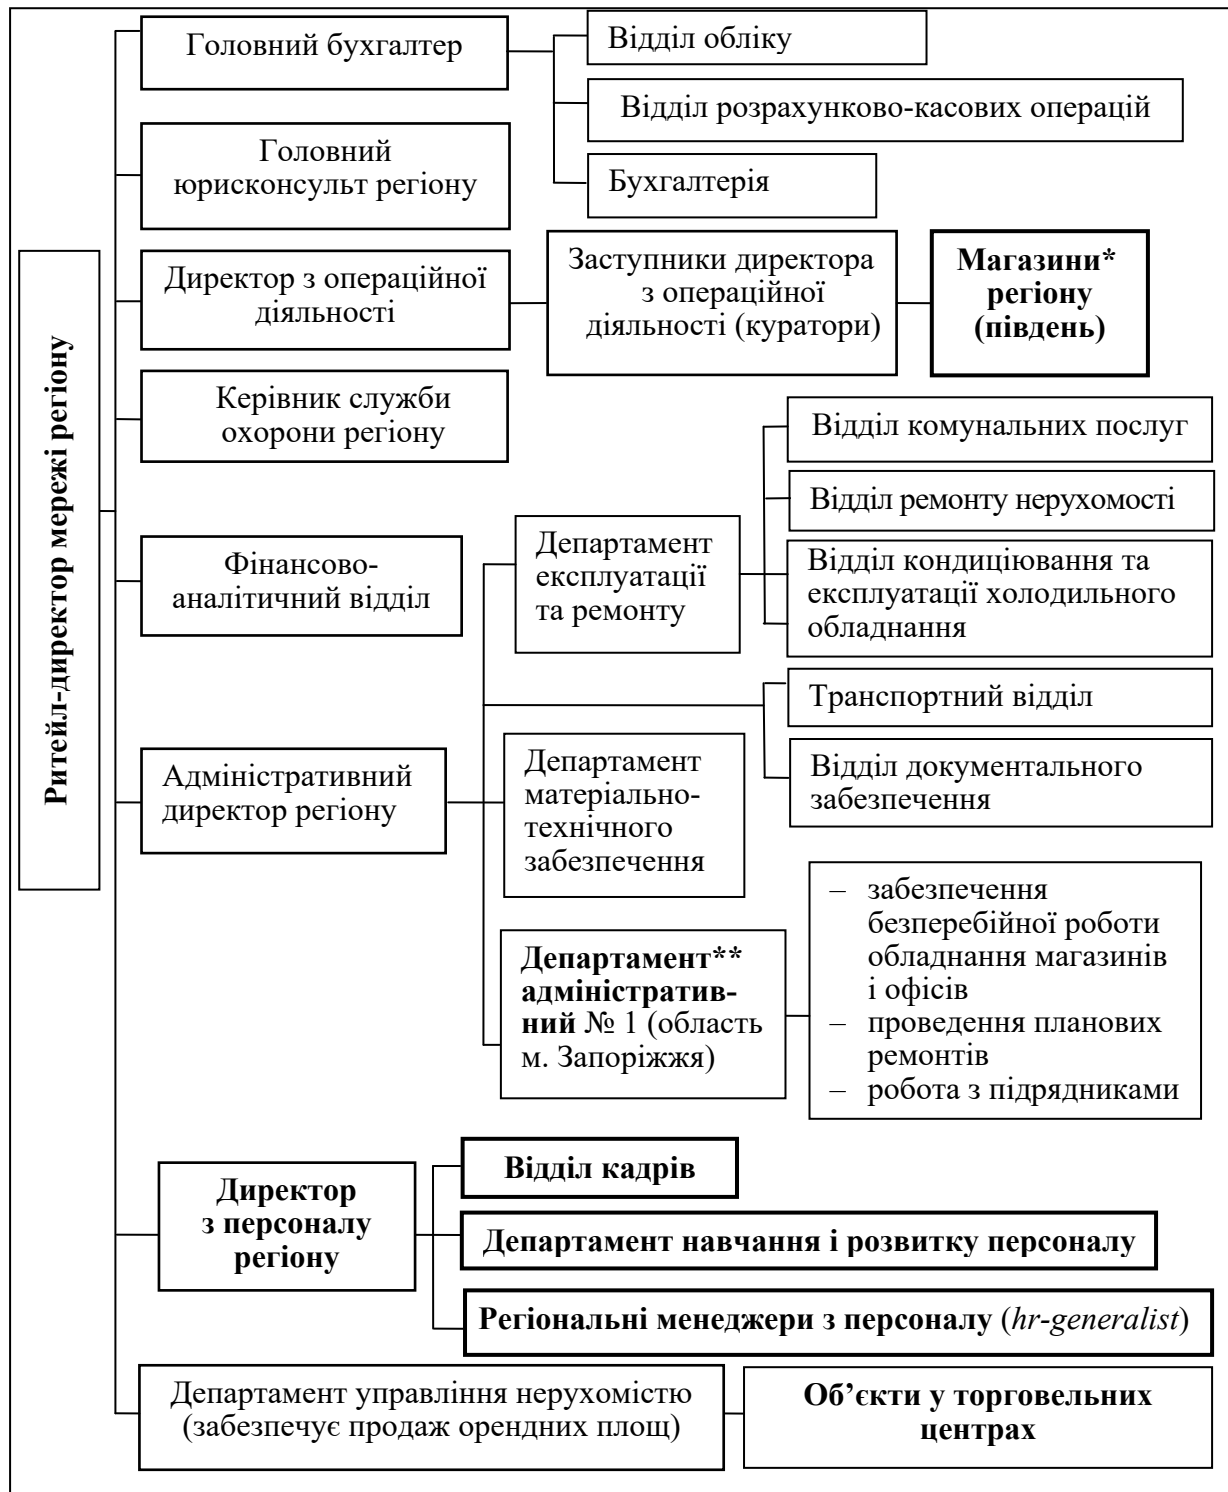 Ритейл-директор мережі регіону
Головний бухгалтер
Відділ обліку
Відділ розрахунково-касових операцій
Бухгалтерія
Головний
юрисконсульт регіону
Директор з операційної
діяльності
Заступники директора
з операційної
діяльності (куратори)
Магазини*
регіону
(південь)
Керівник служби
охорони регіону
Фінансово-
аналітичний відділ
Адміністративний
директор регіону
Департамент
експлуатації
та ремонту
Відділ комунальних послуг
Відділ ремонту нерухомості
Відділ кондиціювання та
експлуатації холодильного
обладнання
Транспортний відділ
Відділ документального
забезпечення
Департамент
матеріально-
технічного
забезпечення
Департамент**
адміністратив-
ний № 1 (область
м. Запоріжжя)
– забезпечення
безперебійної роботи
обладнання магазинів
і офісів
– проведення планових
ремонтів
– робота з підрядниками
Директор
з персоналу
регіону
Відділ кадрів
Департамент навчання і розвитку персоналу
Регіональні менеджери з персоналу (hr-generalist)
Департамент управління нерухомістю
(забезпечує продаж орендних площ)
Об’єкти у торговельних
центрах